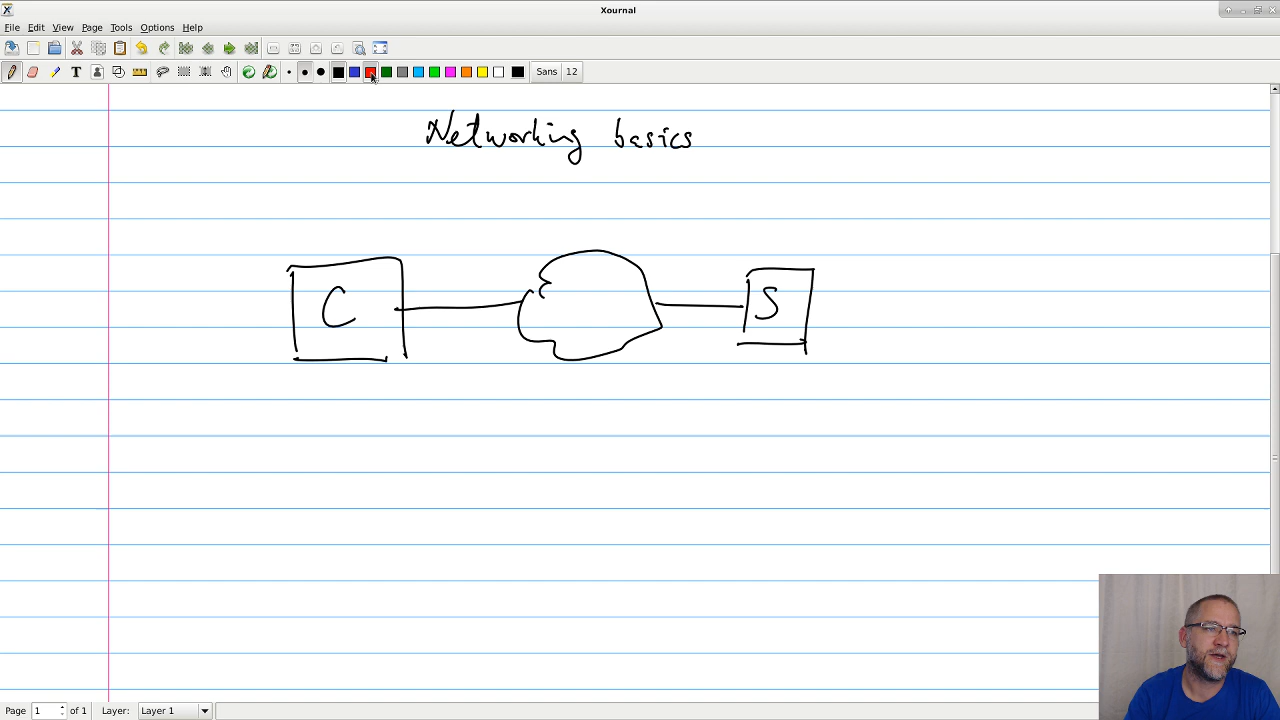 Xournal
File Edit View Page Tools Options Help
Sans 12
Networking basics
C S
Page 1 of 1 Layer: Layer 1